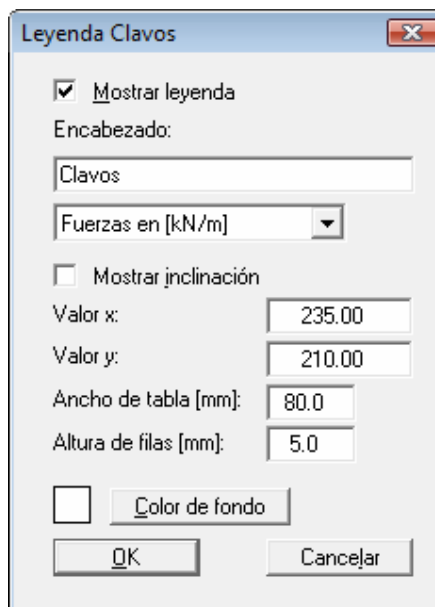 Leyenda Clavos
Mostrar leyenda
Encabezado:
Clavos
Fuerzas en [kN/m]
Mostrar inclinación
Valor x: 235.00
Valor y: 210.00
Ancho de tabla [mm]: 80.0
Altura de filas [mm]: 5.0
Color de fondo
OK Cancelar